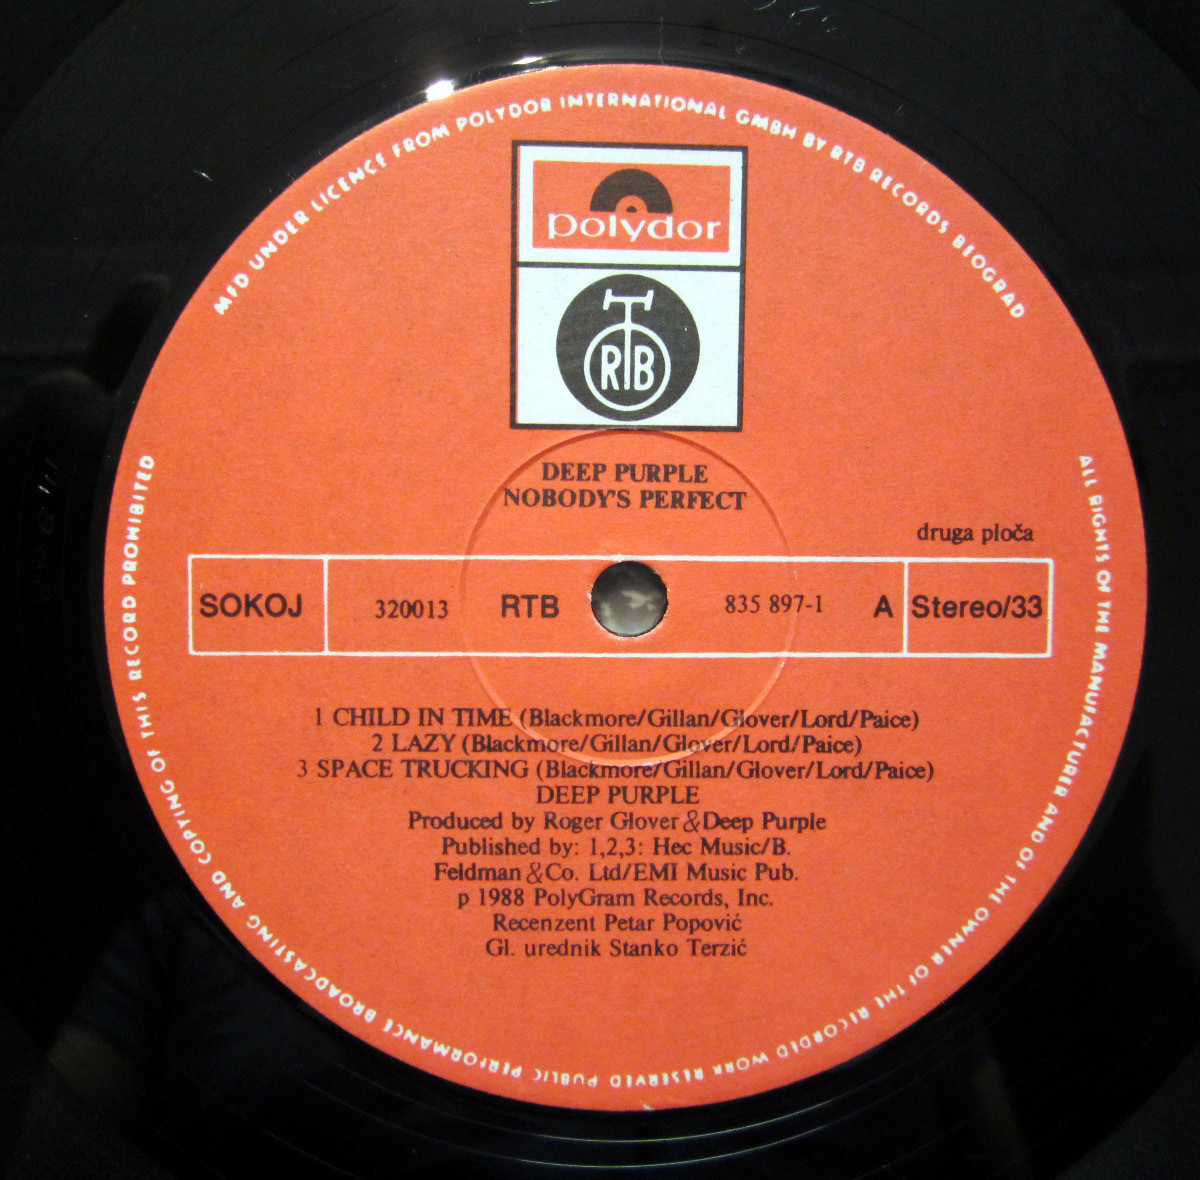 MFD UNDER LICENCE FROM POLYDOR INTERNATIONAL GMBH BY RTB RECORDS BEOGRAD
polydor
RTB
DEEP PURPLE
NOBODY'S PERFECT
druga ploča
SOKOJ 320013 RTB 835 897-1 A Stereo/33
1 CHILD IN TIME (Blackmore/Gillan/Glover/Lord/Paice)
2 LAZY (Blackmore/Gillan/Glover/Lord/Paice)
3 SPACE TRUCKING (Blackmore/Gillan/Glover/Lord/Paice)
DEEP PURPLE
Produced by Roger Glover & Deep Purple
Published by: 1,2,3: Hec Music/B.
Feldman & Co. Ltd/EMI Music Pub.
p 1988 PolyGram Records, Inc.
Recenzent Petar Popović
Gl. urednik Stanko Terzić
ALL RIGHTS OF THE MANUFACTURER AND OF THE OWNER OF THE RECORDED WORK RESERVED PUBLIC PERFORMANCE BROADCASTING AND COPYING OF THIS RECORD PROHIBITED